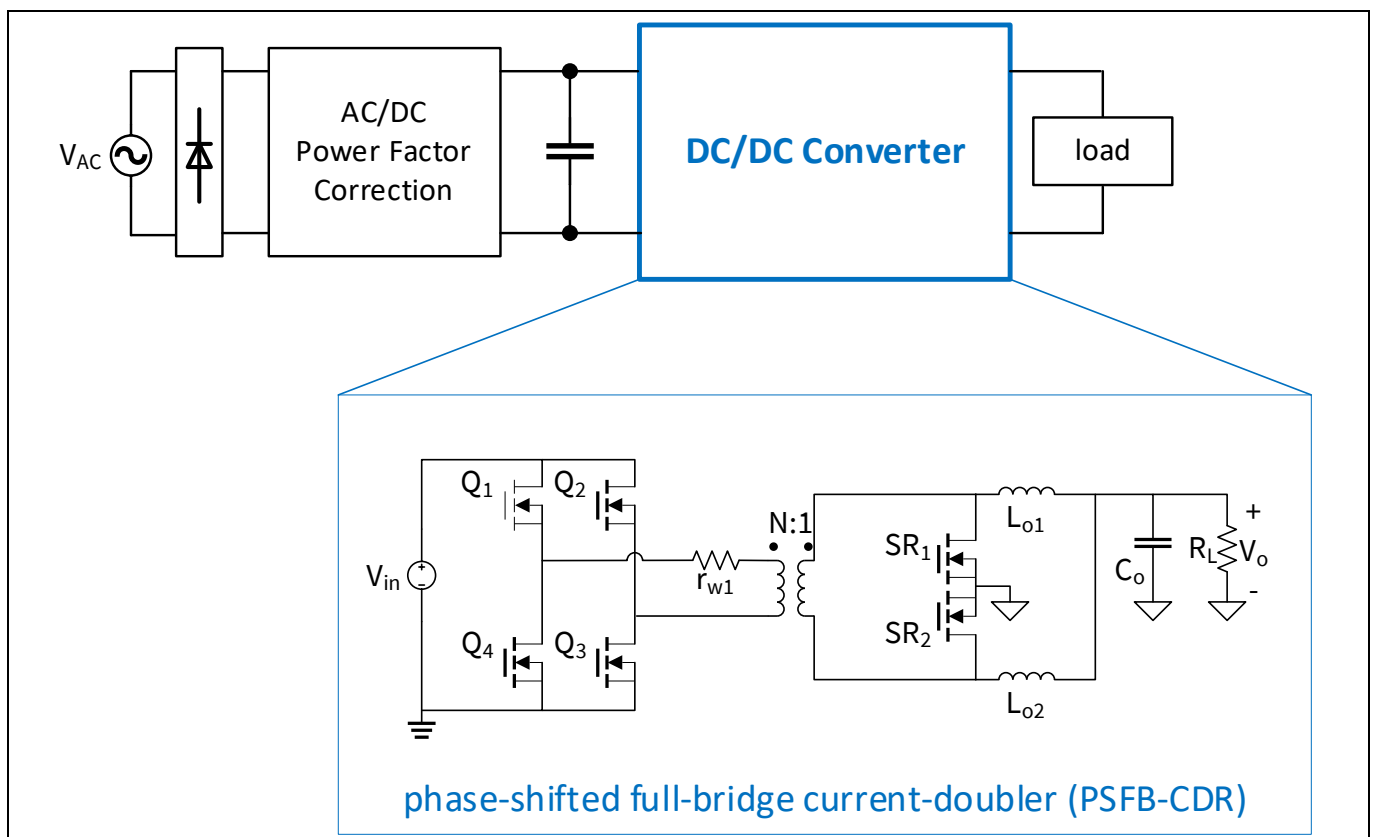 V_AC
AC/DC
Power Factor
Correction
DC/DC Converter
load
Q1
Q2
N:1
Lo1
SR1
+
RL
Vo
Vin
+
-
rw1
Co
-
Q4
Q3
SR2
Lo2
phase-shifted full-bridge current-doubler (PSFB-CDR)